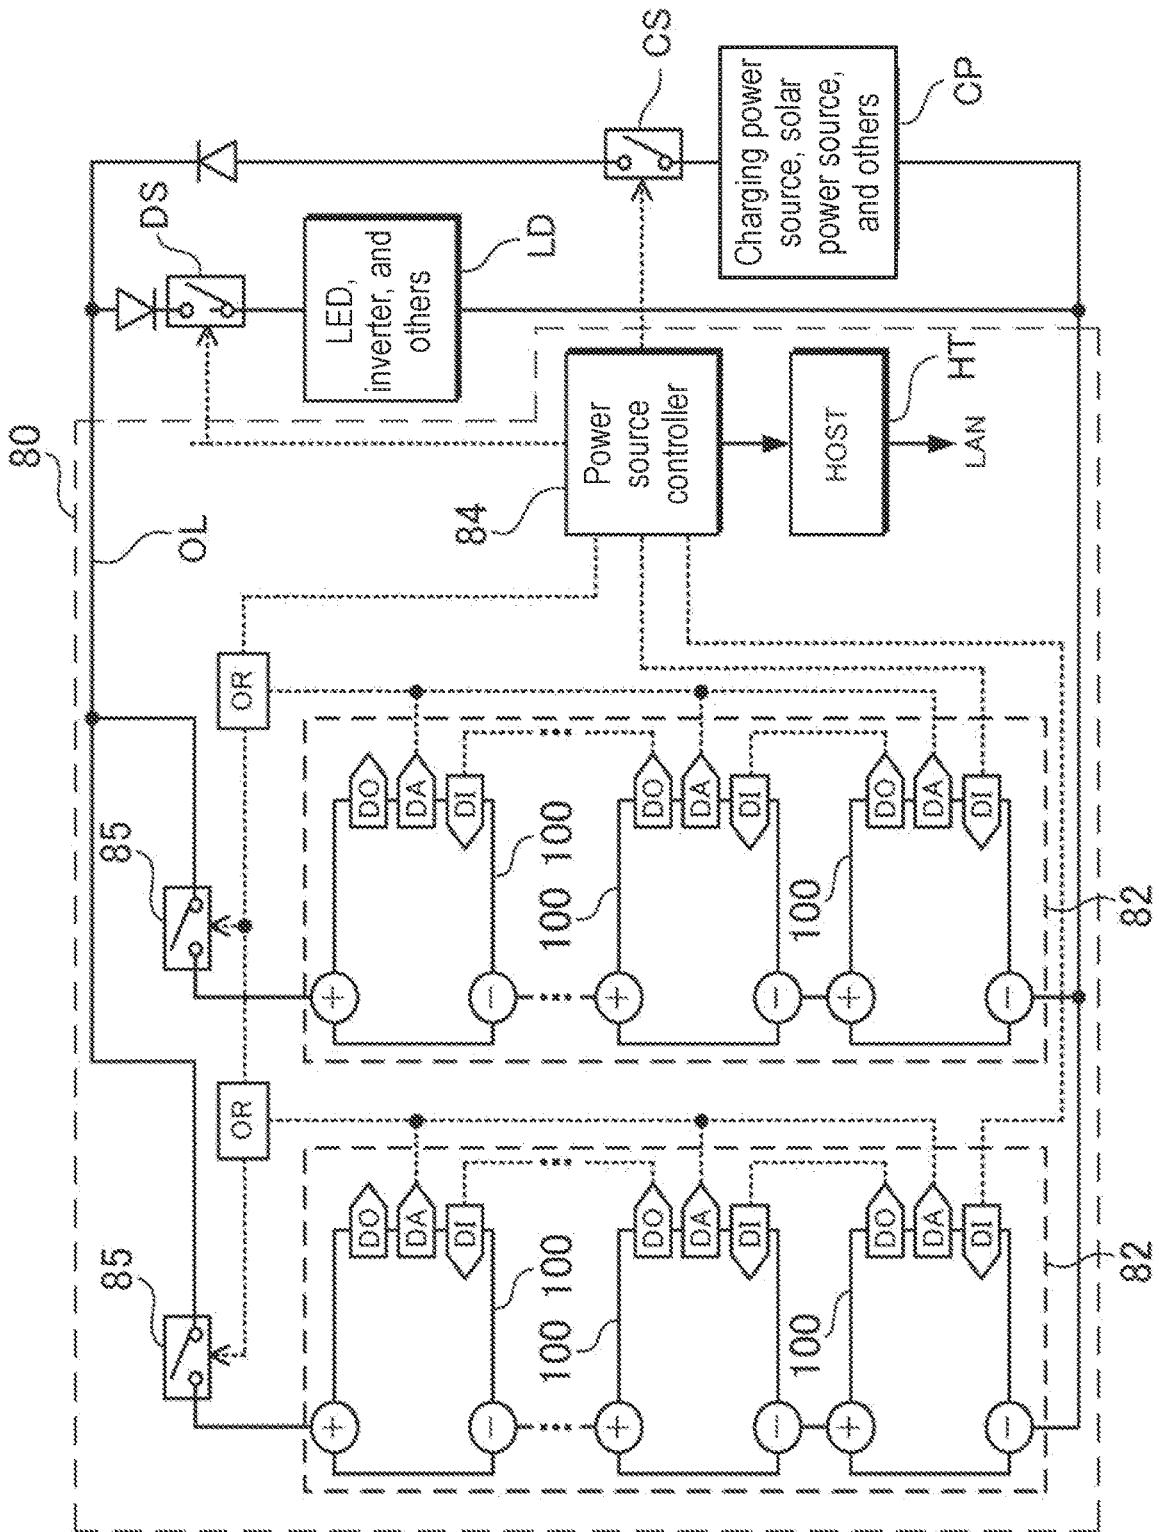 80
85
85
DS
OL
OR
OR
+
+
LED,
inverter, and
others
DO
DO
DA
DA
DI
DI
84
−
−
LD
100
100
100
100
Power
source
controller
+
+
DO
DO
CS
DA
DA
DI
DI
Charging power
source, solar
power source,
and others
−
−
100
100
HOST
+
+
DO
DO
DA
DA
HT
CP
LAN
DI
DI
−
−
82
82